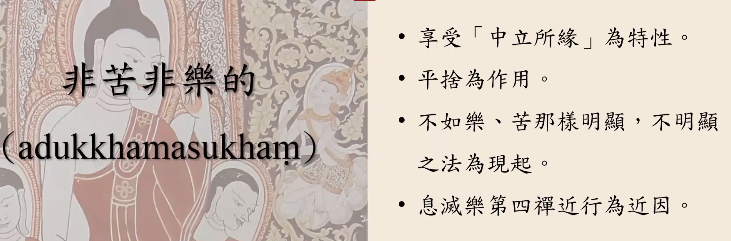 非苦非樂的
（adukkhamasukhaṃ）
• 享受「中立所緣」為特性。
• 平捨為作用。
• 不如樂、苦那樣明顯，不明顯
之法為現起。
• 息滅樂第四禪近行為近因。